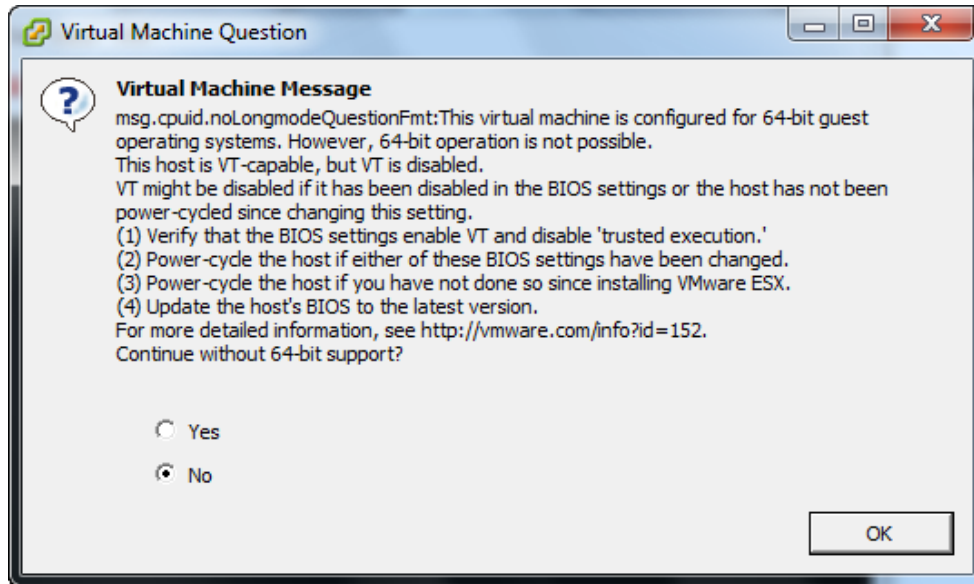 Virtual Machine Question
Virtual Machine Message
msg.cpuid.noLongmodeQuestionFmt:This virtual machine is configured for 64-bit guest
operating systems. However, 64-bit operation is not possible.
This host is VT-capable, but VT is disabled.
VT might be disabled if it has been disabled in the BIOS settings or the host has not been
power-cycled since changing this setting.
(1) Verify that the BIOS settings enable VT and disable 'trusted execution.'
(2) Power-cycle the host if either of these BIOS settings have been changed.
(3) Power-cycle the host if you have not done so since installing VMware ESX.
(4) Update the host's BIOS to the latest version.
For more detailed information, see http://vmware.com/info?id=152.
Continue without 64-bit support?
Yes
No
OK